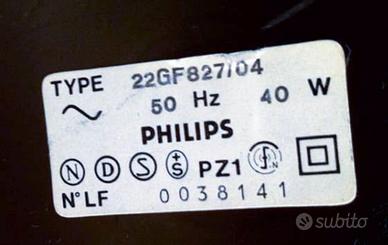 TYPE 22GF827/04
50 Hz 40 W
PHILIPS
N D S +S PZ1 f N
N° LF 0038141
subito